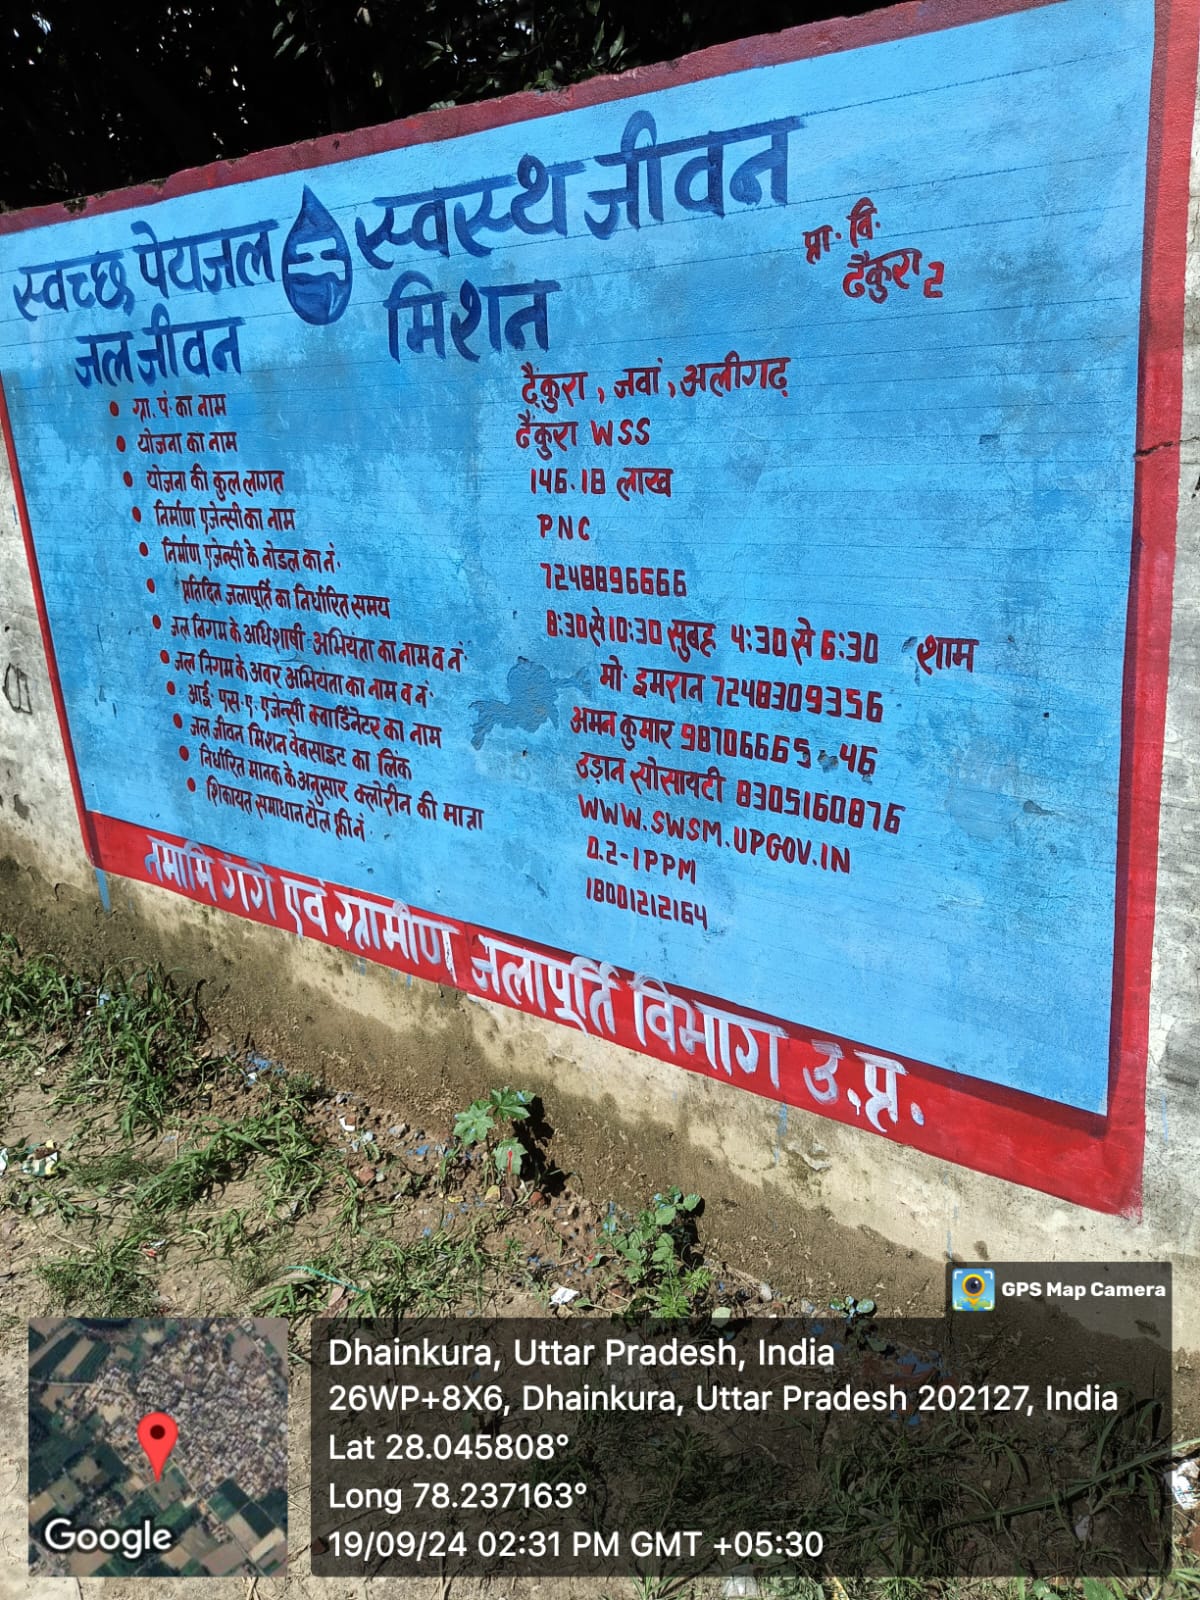 स्वच्छ पेयजल स्वस्थ जीवन
जल जीवन मिशन
प्रा. वि.
ढैंकुरा 2
• ग्रा. पं. का नाम ढैंकुरा, जवां, अलीगढ़
• योजना का नाम ढैंकुरा WSS
• योजना की कुल लागत 146.18 लाख
• निर्माण एजेन्सी का नाम PNC
• निर्माण एजेन्सी के नोडल का नं. 7248896666
• प्रतिदिन जलापूर्ति का निर्धारित समय 8:30 से 10:30 सुबह 4:30 से 6:30 शाम
• जल निगम के अधिशाषी अभियंता का नाम व नं. मो. इमरान 7248309356
• जल निगम के अवर अभियंता का नाम व नं. अमन कुमार 98706665 46
• आई. एस. ए. एजेन्सी क्वार्डिनेटर का नाम उड़ान सोसायटी 8305160876
• जल जीवन मिशन वेबसाइट का लिंक WWW.SWSM.UPGOV.IN
• निर्धारित मानक के अनुसार क्लोरीन की मात्रा 0.2-1PPM
• शिकायत समाधान टोल फ्री नं. 18001212164
नमामि गंगे एवं ग्रामीण जलापूर्ति विभाग उ.प्र.
GPS Map Camera
Dhainkura, Uttar Pradesh, India
26WP+8X6, Dhainkura, Uttar Pradesh 202127, India
Lat 28.045808°
Long 78.237163°
19/09/24 02:31 PM GMT +05:30
Google